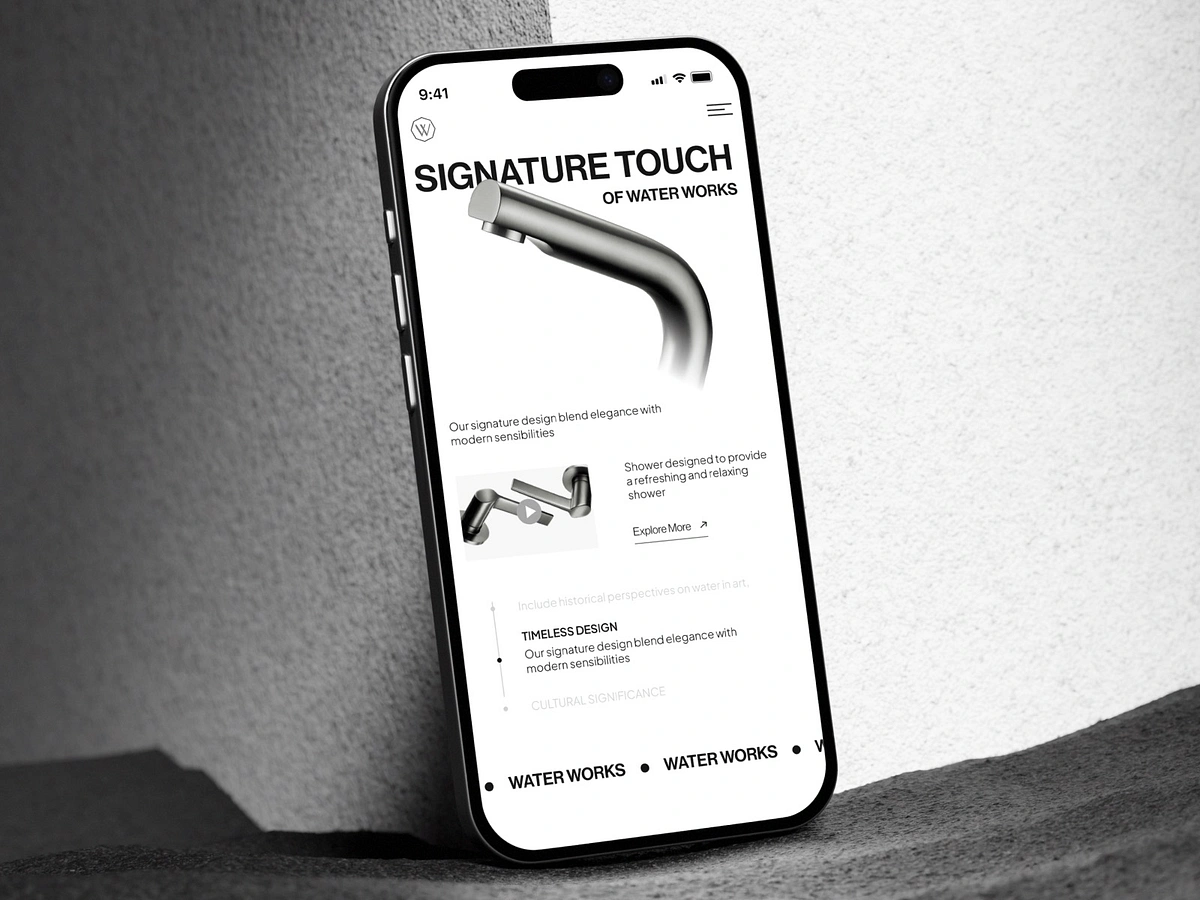 9:41
W
SIGNATURE TOUCH
OF WATER WORKS
Our signature design blend elegance with
modern sensibilities
Shower designed to provide
a refreshing and relaxing
shower
Explore More
Include historical perspectives on water in art.
TIMELESS DESIGN
Our signature design blend elegance with
modern sensibilities
CULTURAL SIGNIFICANCE
• WATER WORKS • WATER WORKS • W